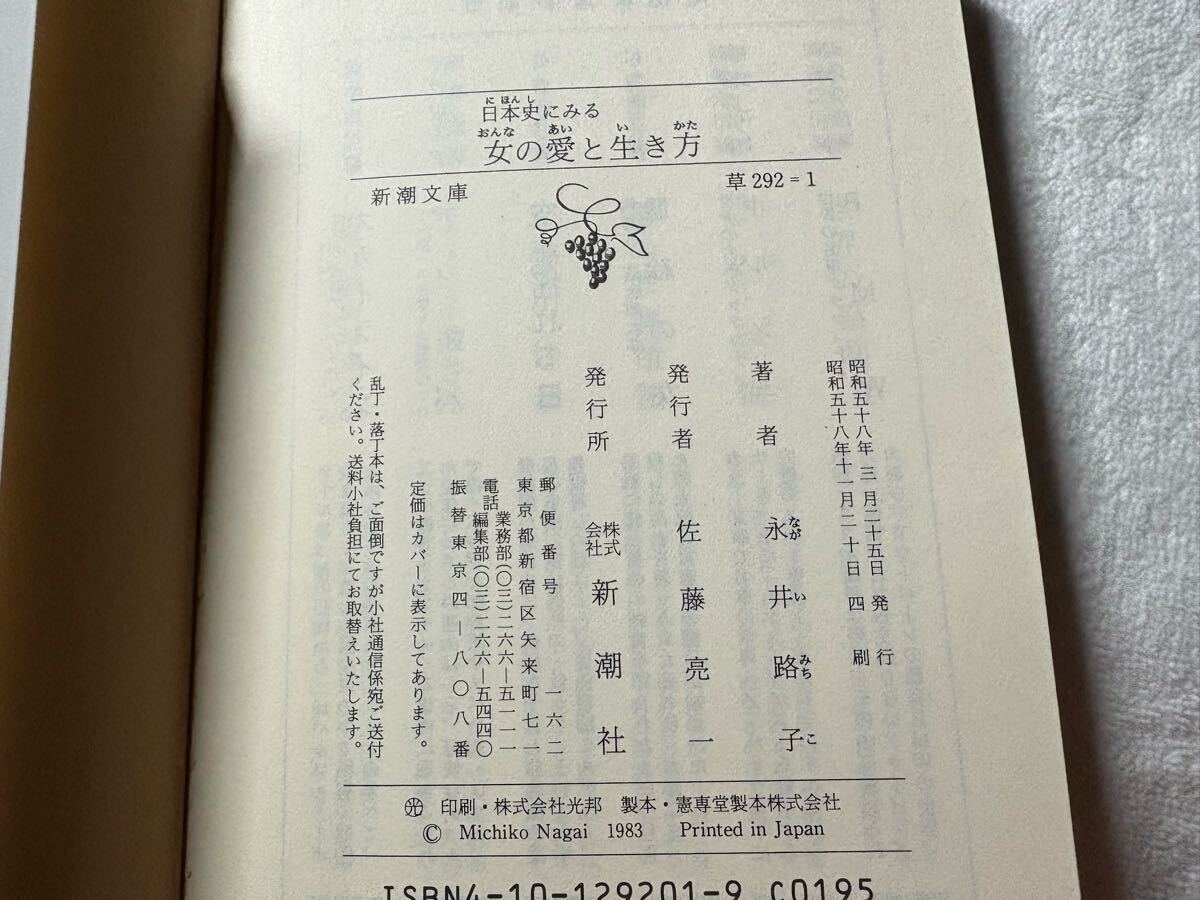 日本史にみる
女の愛と生き方
新潮文庫
草292=1
昭和五十八年 三 月二十五日 発 行
昭和五十八年十一月二十日 四 刷
著者 永井路子
発行者 佐藤亮一
発行所 株式会社 新潮社
郵便番号 一六二
東京都新宿区矢来町七一
電話 業務部(〇三)二六六―五一一一
編集部(〇三)二六六―五四四〇
振替東京四―八〇八番
定価はカバーに表示してあります。
乱丁・落丁本は、ご面倒ですが小社通信係宛ご送付
ください。送料小社負担にてお取替えいたします。
印刷・株式会社光邦 製本・憲専堂製本株式会社
© Michiko Nagai 1983 Printed in Japan
ISBN4-10-129201-9 C0195